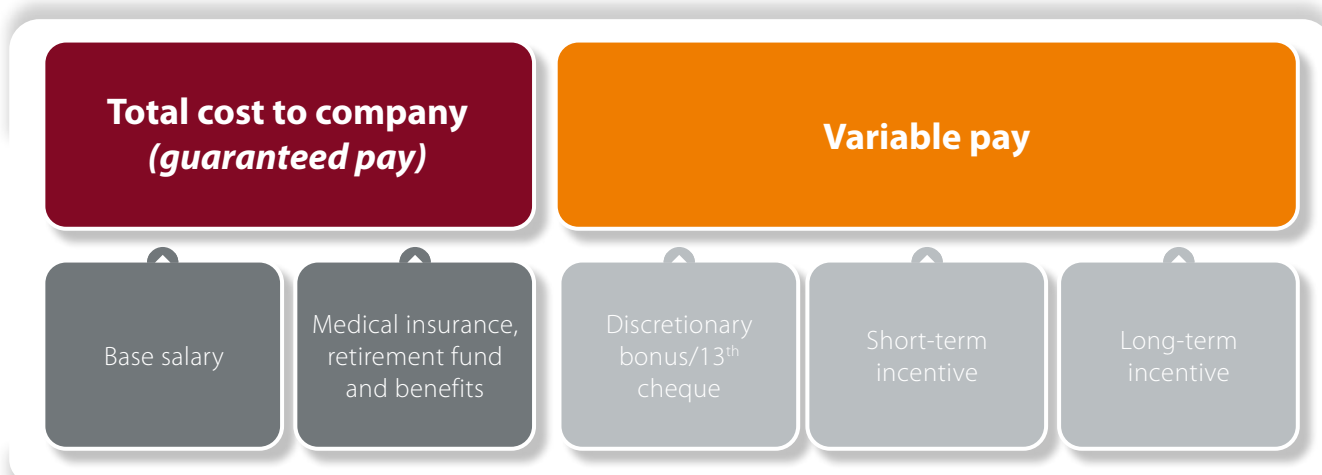 Total cost to company
(guaranteed pay)
Variable pay
Base salary
Medical insurance,
retirement fund
and benefits
Discretionary
bonus/13th
cheque
Short-term
incentive
Long-term
incentive